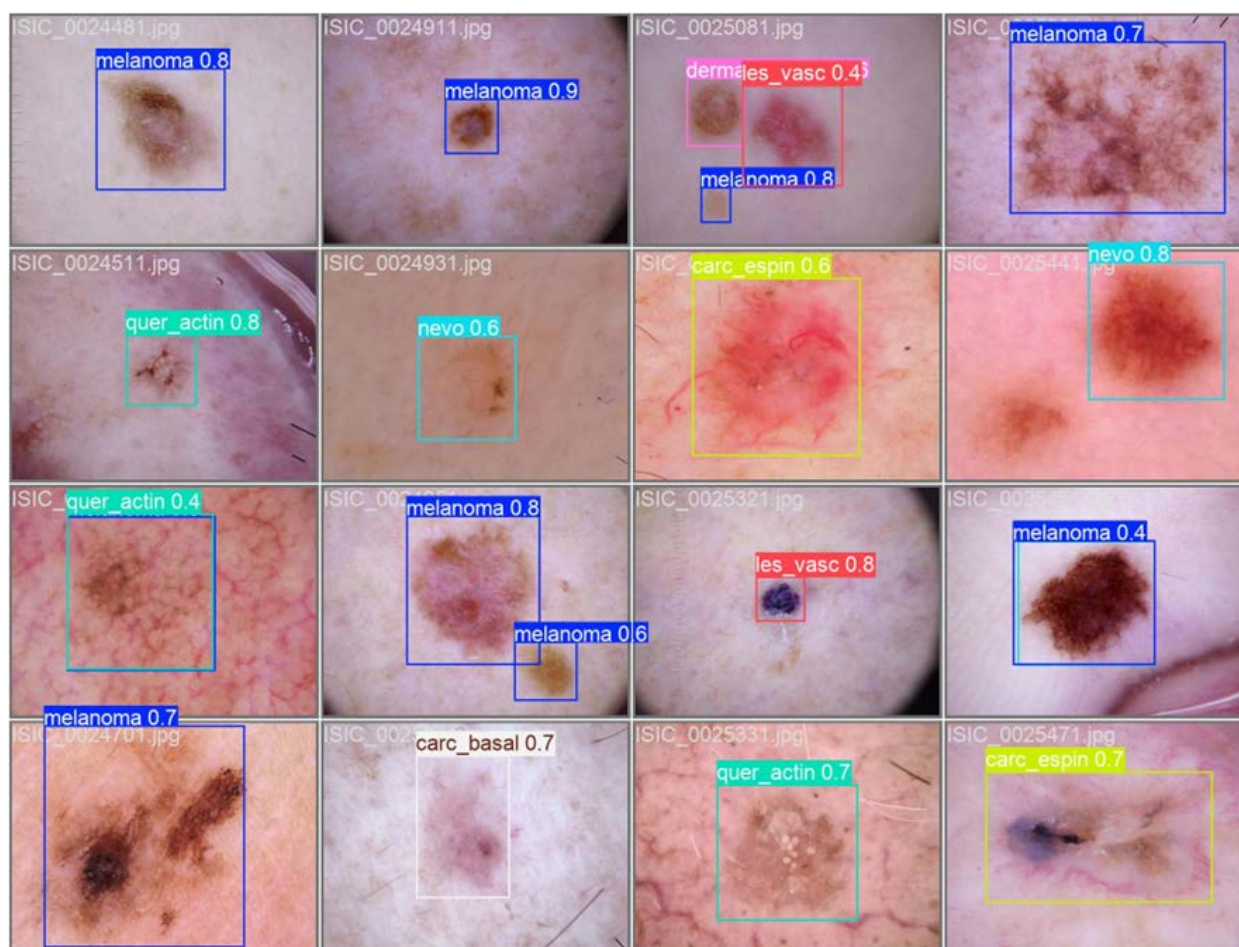 ISIC_0024481.jpg
melanoma 0.8
ISIC_0024911.jpg
melanoma 0.9
ISIC_0025081.jpg
les_vasc 0.4
melanoma 0.8
melanoma 0.7
ISIC_0024511.jpg
quer_actin 0.8
ISIC_0024931.jpg
nevo 0.6
carc_espin 0.6
nevo 0.8
quer_actin 0.4
melanoma 0.8
melanoma 0.6
ISIC_0025321.jpg
les_vasc 0.8
melanoma 0.4
melanoma 0.7
ISIC_0024701.jpg
carc_basal 0.7
ISIC_0025331.jpg
quer_actin 0.7
ISIC_0025471.jpg
carc_espin 0.7